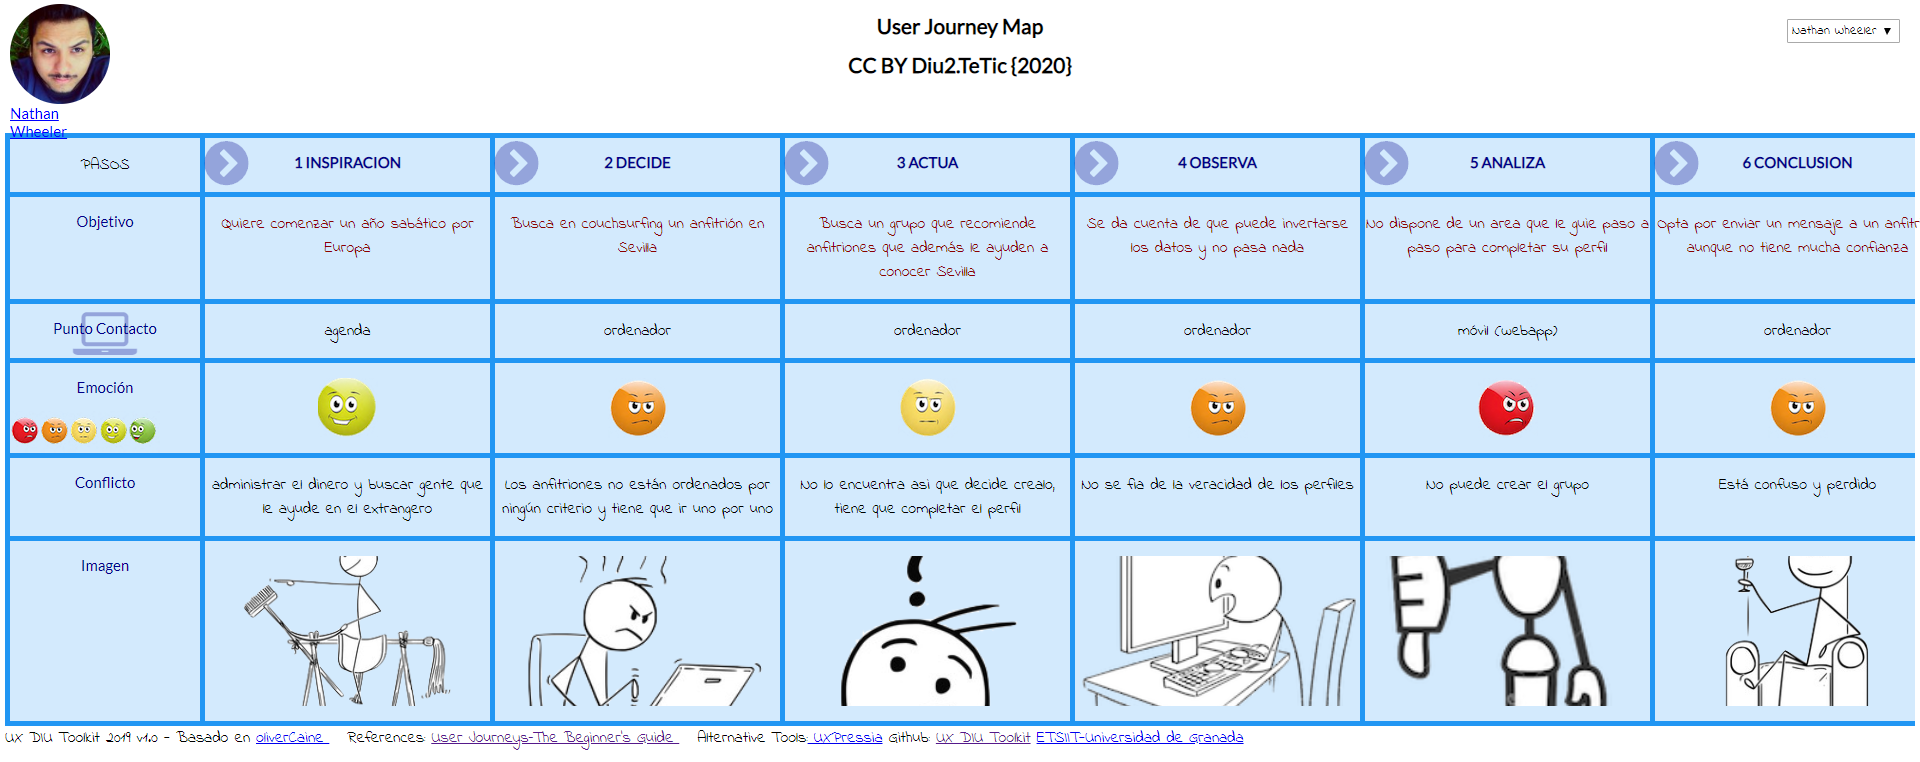 User Journey Map
CC BY Diu2.TeTic {2020}
Nathan Wheeler ▼
Nathan
Wheeler
PASOS
1 INSPIRACION
2 DECIDE
3 ACTUA
4 OBSERVA
5 ANALIZA
6 CONCLUSION
Objetivo
Quiere comenzar un año sabático por
Europa
Busca en couchsurfing un anfitrión en
Sevilla
Busca un grupo que recomiende
anfitriones que además le ayuden a
conocer Sevilla
Se da cuenta de que puede invertarse
los datos y no pasa nada
No dispone de un area que le guie paso a
paso para completar su perfil
Opta por enviar un mensaje a un
aunque no tiene mucha confianza
Punto Contacto
agenda
ordenador
ordenador
ordenador
móvil (webapp)
ordenador
Emoción
Conflicto
administrar el dinero y buscar gente que
le ayude en el extrangero
Los anfitriones no están ordenados por
ningún criterio y tiene que ir uno por uno
No lo encuentra asi que decide crealo,
tiene que completar el perfil
No se fia de la veracidad de los perfiles
No puede crear el grupo
Está confuso y perdido
Imagen
UX DIU Toolkit 2019 v1.0 - Basado en oliverCaine References: User Journeys-The Beginner's Guide Alternative Tools: UXPressia Github: UX DIU Toolkit ETSIIT-Universidad de Granada